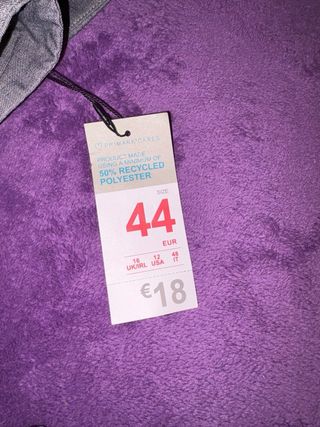 PRIMARK CARES
PRODUCT MADE
USING A MINIMUM OF
50% RECYCLED
POLYESTER
SIZE:
44
EUR
16 12 48
UK/IRL USA IT
€18